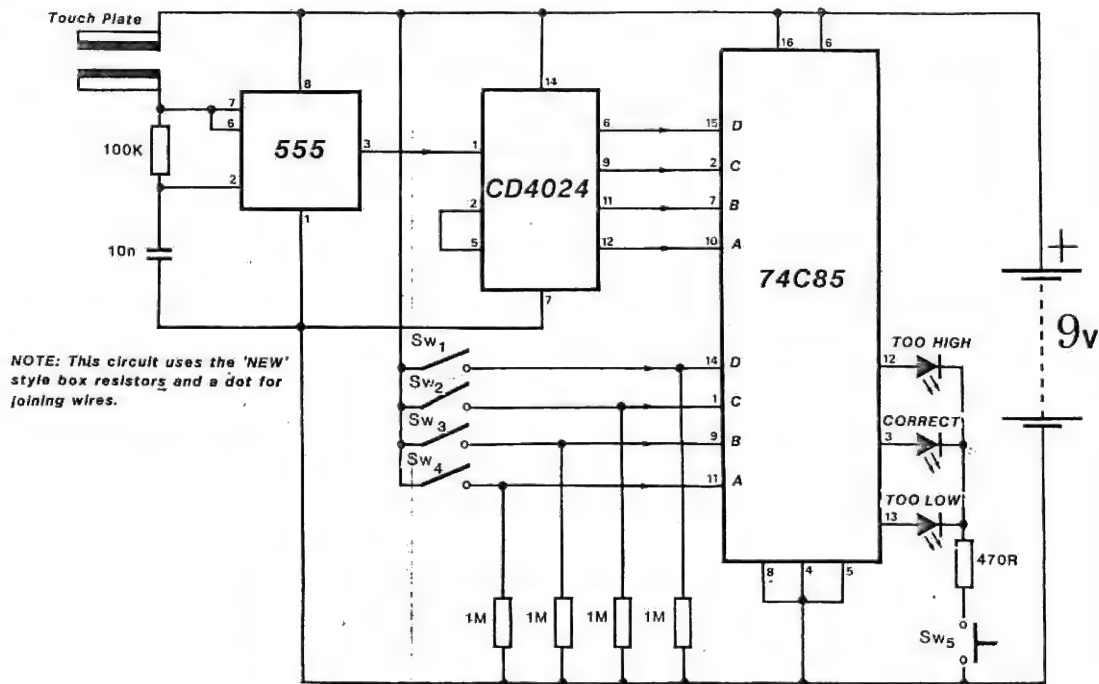 Touch Plate
100K
10n
7
6
2
8
555
3
1
14
1
CD4024
2
5
6
9
11
12
7
16
6
15 D
2 C
7 B
10 A
74C85
14 D
1 C
9 B
11 A
8
4
5
Sw1
Sw2
Sw3
Sw4
1M
1M
1M
1M
12
TOO HIGH
3
CORRECT
13
TOO LOW
470R
Sw5
+
9v
NOTE: This circuit uses the 'NEW'
style box resistors and a dot for
joining wires.